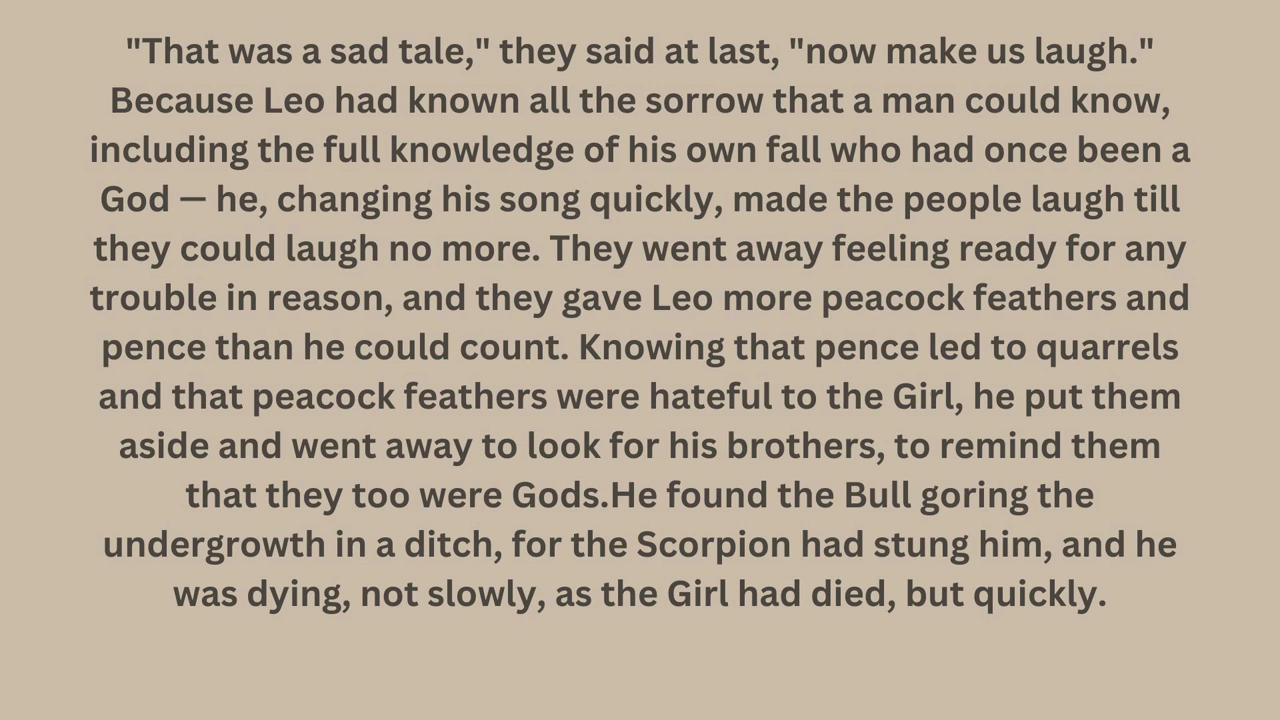 "That was a sad tale," they said at last, "now make us laugh."
Because Leo had known all the sorrow that a man could know,
including the full knowledge of his own fall who had once been a
God — he, changing his song quickly, made the people laugh till
they could laugh no more. They went away feeling ready for any
trouble in reason, and they gave Leo more peacock feathers and
pence than he could count. Knowing that pence led to quarrels
and that peacock feathers were hateful to the Girl, he put them
aside and went away to look for his brothers, to remind them
that they too were Gods.He found the Bull goring the
undergrowth in a ditch, for the Scorpion had stung him, and he
was dying, not slowly, as the Girl had died, but quickly.